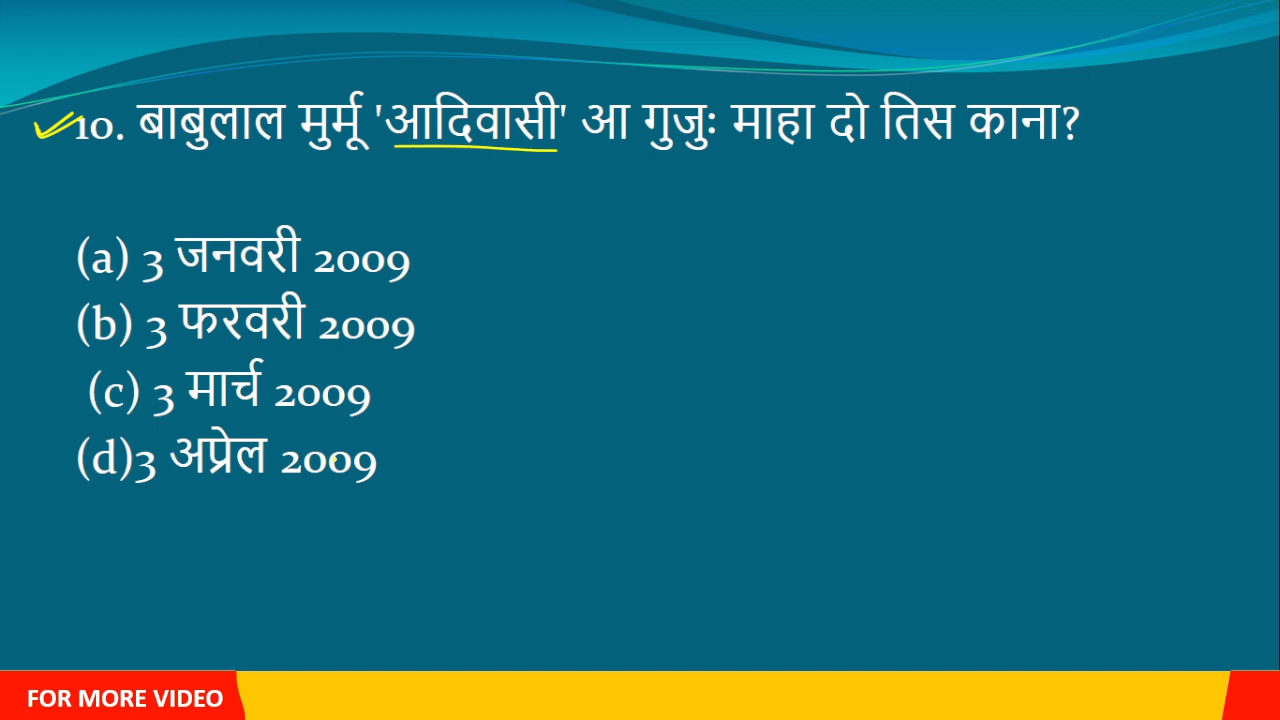 10. बाबुलाल मुर्मू 'आदिवासी' आ गुजुः माहा दो तिस काना?
(a) 3 जनवरी 2009
(b) 3 फरवरी 2009
(c) 3 मार्च 2009
(d)3 अप्रेल 2009
FOR MORE VIDEO